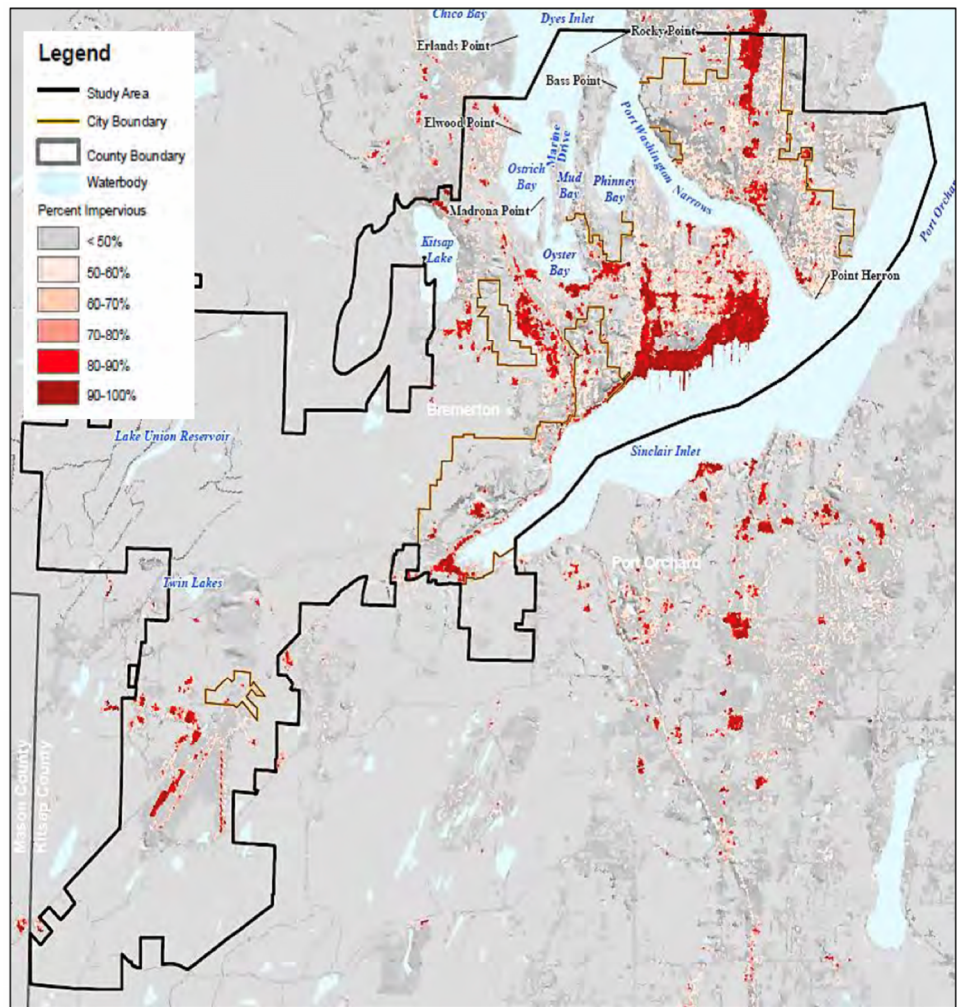 Legend
Study Area
City Boundary
County Boundary
Waterbody
Percent Impervious
< 50%
50-60%
60-70%
70-80%
80-90%
90-100%
Chico Bay
Dyes Inlet
Rocky Point
Erlands Point
Bass Point
Elwood Point
Port Washington Narrows
Marine Drive
Ostrich
Bay
Mud
Bay
Phinney
Bay
Madrona Point
Port Orchard
Kitsap
Lake
Oyster
Bay
Point Herron
Bremerton
Lake Union Reservoir
Sinclair Inlet
Twin Lakes
Port Orchard
Mason County
Kitsap County